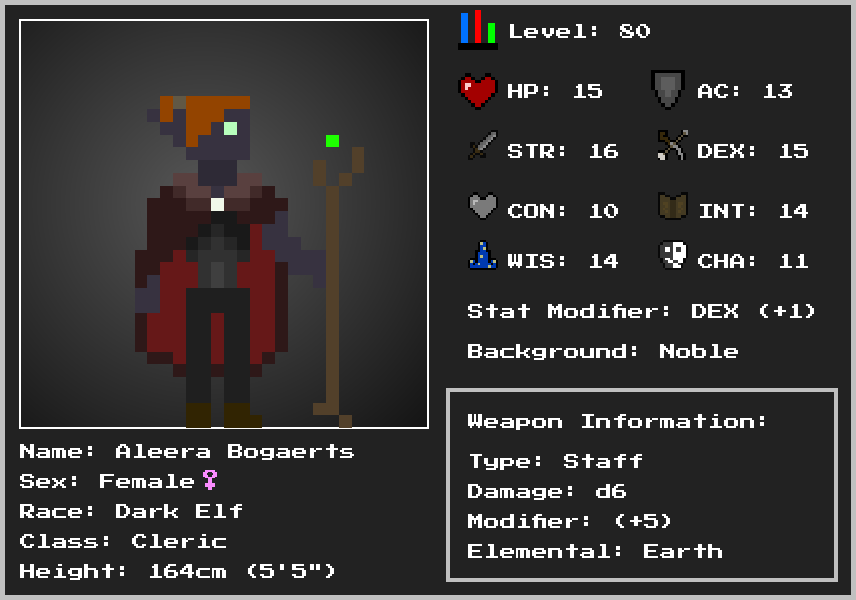 Level: 80
HP: 15 AC: 13
STR: 16 DEX: 15
CON: 10 INT: 14
WIS: 14 CHA: 11
Stat Modifier: DEX (+1)
Background: Noble
Weapon Information:
Type: Staff
Damage: d6
Modifier: (+5)
Elemental: Earth
Name: Aleera Bogaerts
Sex: Female♀
Race: Dark Elf
Class: Cleric
Height: 164cm (5'5")